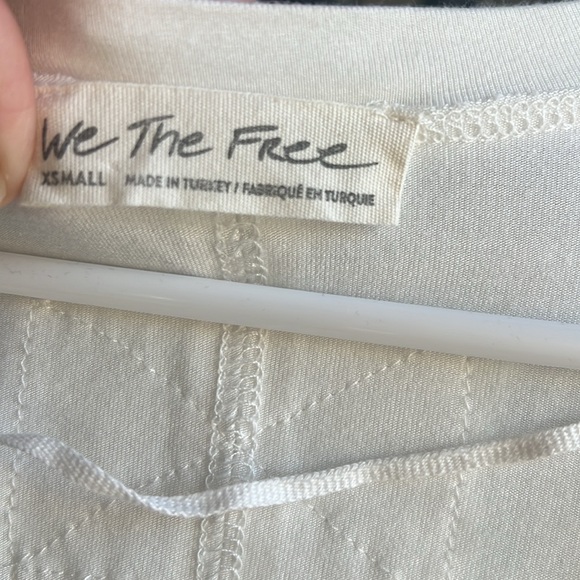 We The Free
XSMALL MADE IN TURKEY / FABRIQUÉ EN TURQUIE